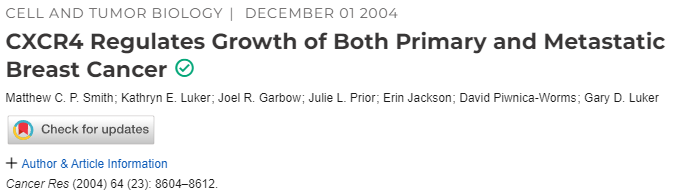 CELL AND TUMOR BIOLOGY | DECEMBER 01 2004
CXCR4 Regulates Growth of Both Primary and Metastatic
Breast Cancer
Matthew C. P. Smith; Kathryn E. Luker; Joel R. Garbow; Julie L. Prior; Erin Jackson; David Piwnica-Worms; Gary D. Luker
Check for updates
+ Author & Article Information
Cancer Res (2004) 64 (23): 8604–8612.